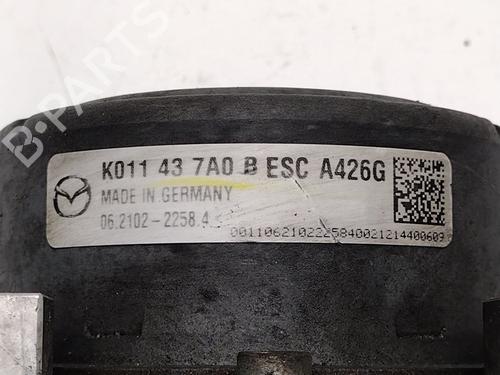 B-PARTS
K011 43 7A0 B ESC A426G
MADE IN GERMANY
06.2102-2258.4
0011062102225840021214400609